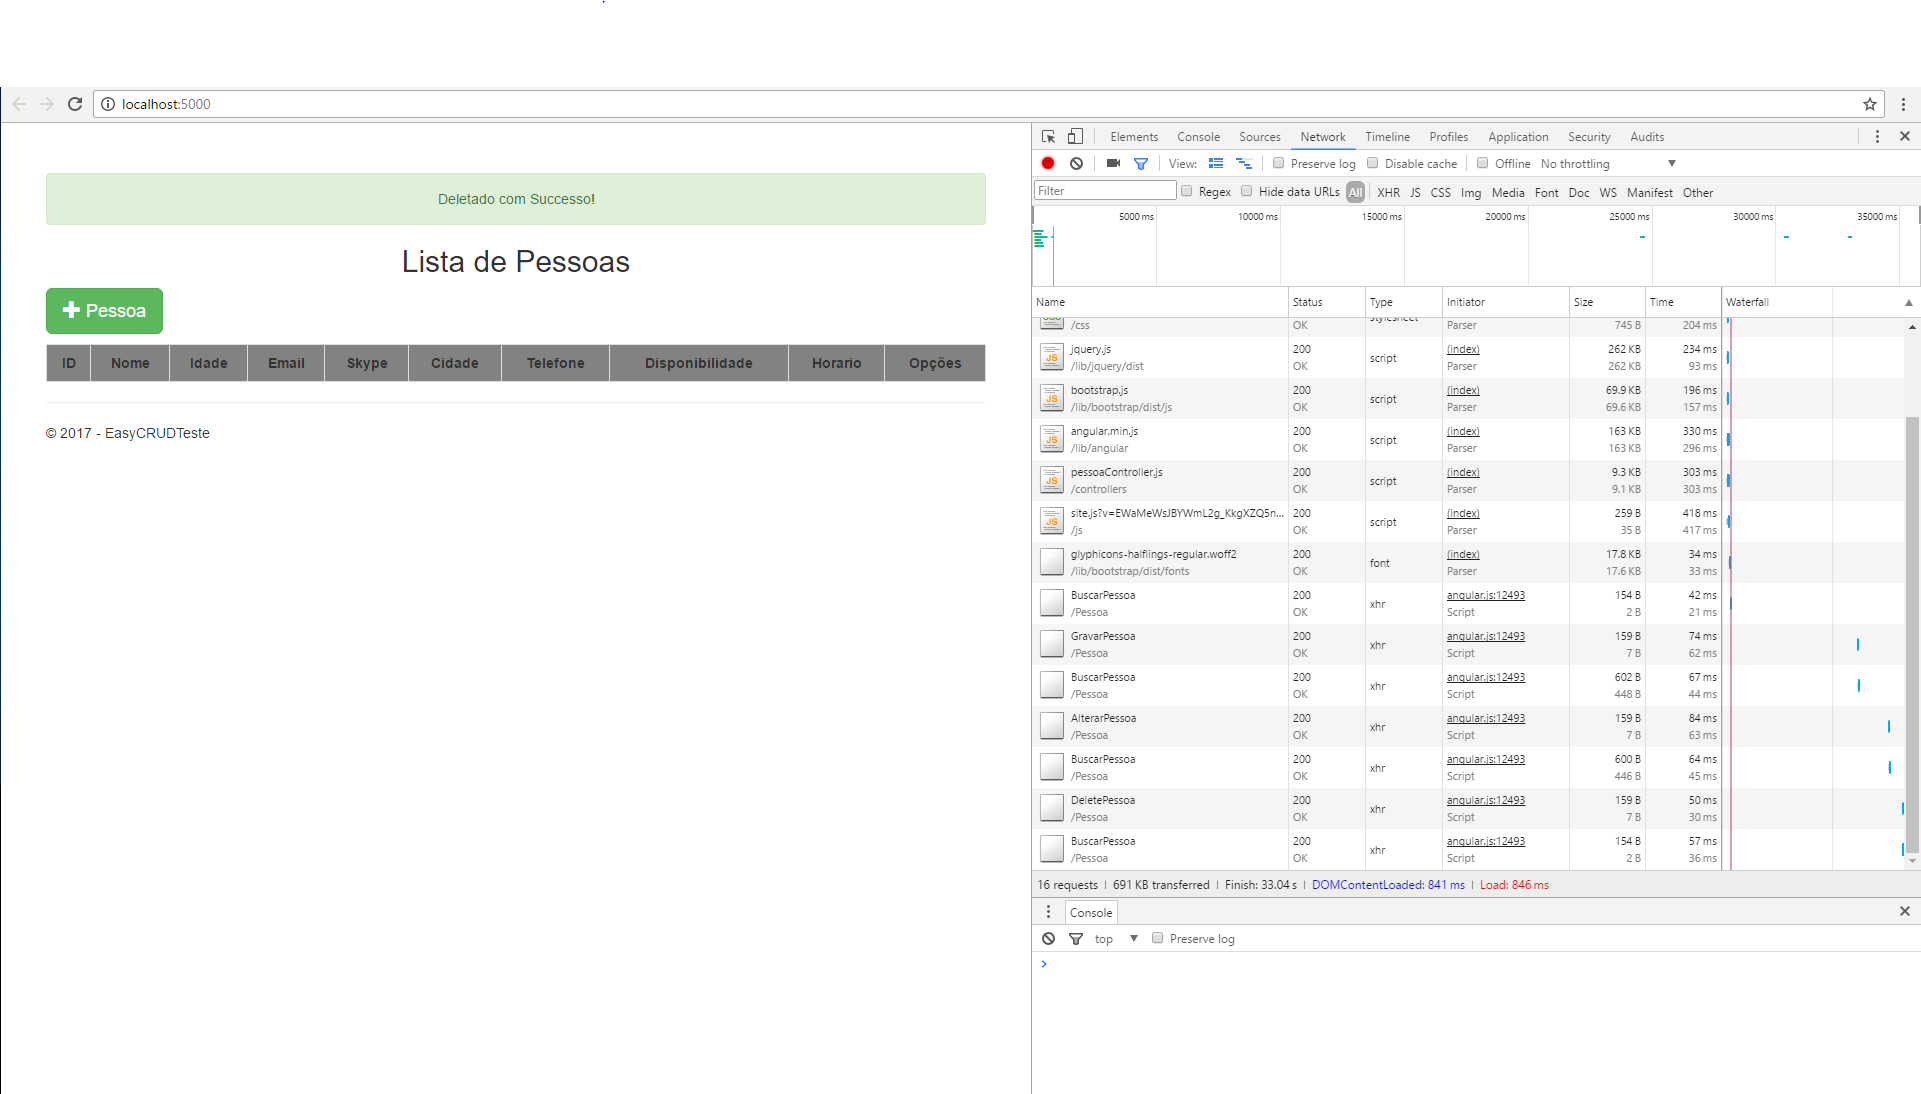 localhost:5000
Deletado com Successo!
Lista de Pessoas
Pessoa
ID Nome Idade Email Skype Cidade Telefone Disponibilidade Horario Opções
© 2017 - EasyCRUDTeste
Elements Console Sources Network Timeline Profiles Application Security Audits
View: Preserve log Disable cache Offline No throttling
Filter Regex Hide data URLs All XHR JS CSS Img Media Font Doc WS Manifest Other
5000 ms 10000 ms 15000 ms 20000 ms 25000 ms 30000 ms 35000 ms
Name Status Type Initiator Size Time Waterfall
stylesheet
/css OK Parser 745 B 204 ms
jquery.js 200 script (index) 262 KB 234 ms
/lib/jquery/dist OK Parser 262 KB 93 ms
bootstrap.js 200 script (index) 69.9 KB 196 ms
/lib/bootstrap/dist/js OK Parser 69.6 KB 157 ms
angular.min.js 200 script (index) 163 KB 330 ms
/lib/angular OK Parser 163 KB 296 ms
pessoaController.js 200 script (index) 9.3 KB 303 ms
/controllers OK Parser 9.1 KB 303 ms
site.js?v=EWaMeWsJBYWmL2g_KkgXZQ5n... 200 script (index) 259 B 418 ms
/js OK Parser 35 B 417 ms
glyphicons-halflings-regular.woff2 200 font (index) 17.8 KB 34 ms
/lib/bootstrap/dist/fonts OK Parser 17.6 KB 33 ms
BuscarPessoa 200 xhr angular.js:12493 154 B 42 ms
/Pessoa OK Script 2 B 21 ms
GravarPessoa 200 xhr angular.js:12493 159 B 74 ms
/Pessoa OK Script 7 B 62 ms
BuscarPessoa 200 xhr angular.js:12493 602 B 67 ms
/Pessoa OK Script 448 B 44 ms
AlterarPessoa 200 xhr angular.js:12493 159 B 84 ms
/Pessoa OK Script 7 B 63 ms
BuscarPessoa 200 xhr angular.js:12493 600 B 64 ms
/Pessoa OK Script 446 B 45 ms
DeletePessoa 200 xhr angular.js:12493 159 B 50 ms
/Pessoa OK Script 7 B 30 ms
BuscarPessoa 200 xhr angular.js:12493 154 B 57 ms
/Pessoa OK Script 2 B 36 ms
16 requests | 691 KB transferred | Finish: 33.04 s | DOMContentLoaded: 841 ms | Load: 846 ms
Console
top Preserve log